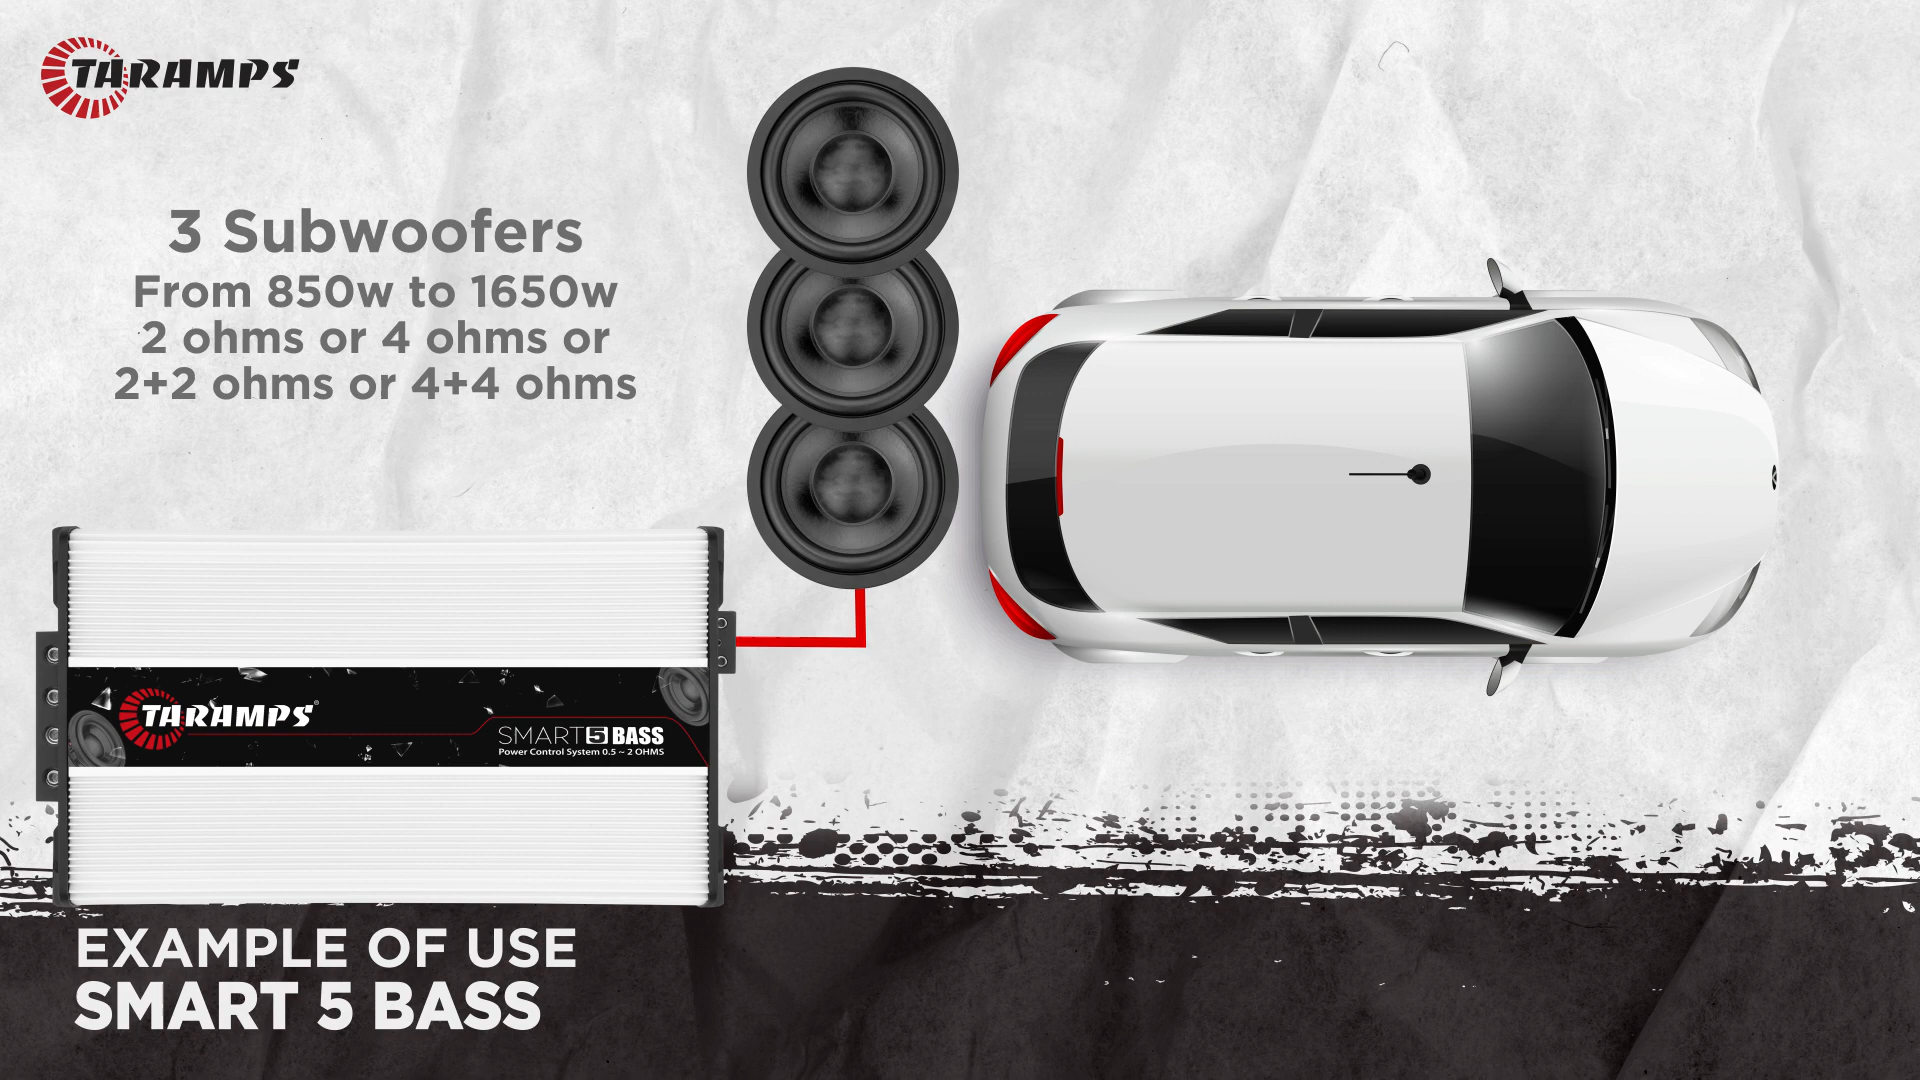 TARAMPS
3 Subwoofers
From 850w to 1650w
2 ohms or 4 ohms or
2+2 ohms or 4+4 ohms
TARAMPS®
SMART 5 BASS
Power Control System 0.5 ~ 2 OHMS
EXAMPLE OF USE
SMART 5 BASS